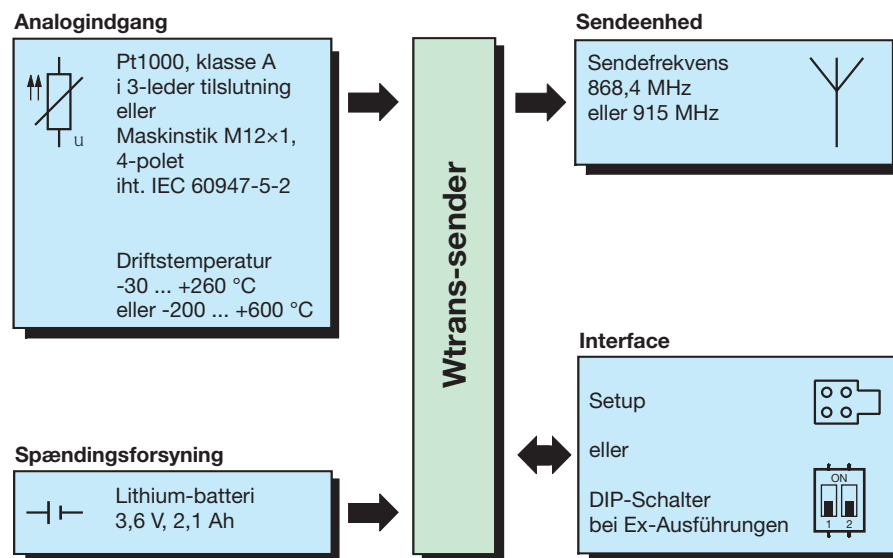 Analogindgang
Pt1000, klasse A
i 3-leder tilslutning
eller
Maskinstik M12×1,
4-polet
iht. IEC 60947-5-2
u
Driftstemperatur
-30 ... +260 °C
eller -200 ... +600 °C
Spændingsforsyning
Lithium-batteri
3,6 V, 2,1 Ah
Wtrans-sender
Sendeenhed
Sendefrekvens
868,4 MHz
eller 915 MHz
Interface
Setup
eller
DIP-Schalter
bei Ex-Ausführungen
ON
1 2